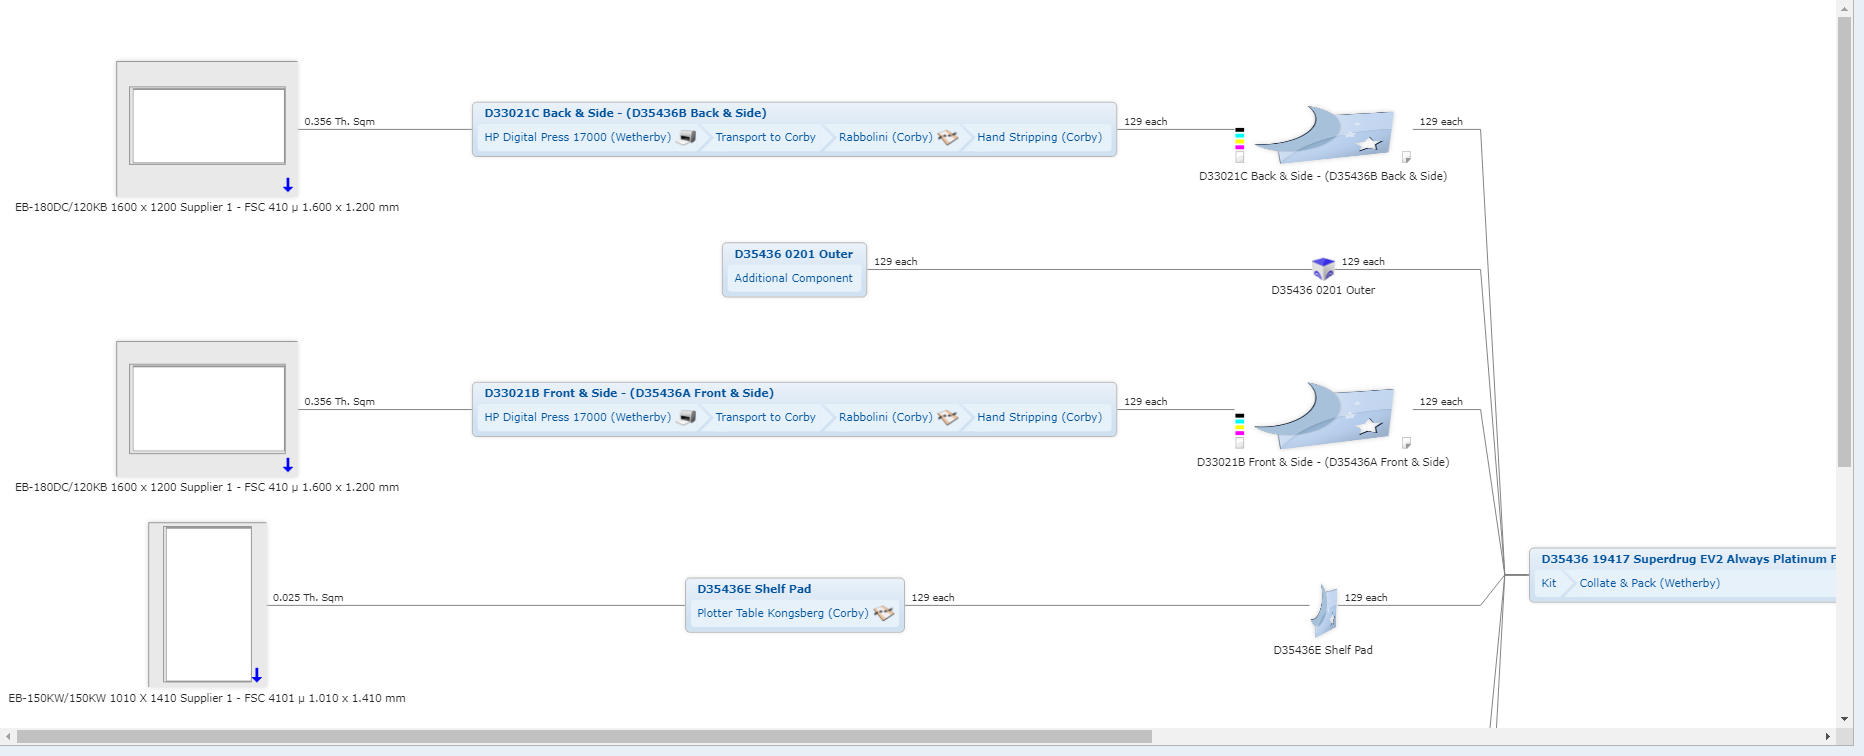 D33021C Back & Side - (D35436B Back & Side)
0.356 Th. Sqm
HP Digital Press 17000 (Wetherby)
Transport to Corby
Rabbolini (Corby)
Hand Stripping (Corby)
129 each
129 each
D33021C Back & Side - (D35436B Back & Side)
EB-180DC/120KB 1600 x 1200 Supplier 1 - FSC 410 µ 1.600 x 1.200 mm
D35436 0201 Outer
Additional Component
129 each
129 each
D35436 0201 Outer
D33021B Front & Side - (D35436A Front & Side)
0.356 Th. Sqm
HP Digital Press 17000 (Wetherby)
Transport to Corby
Rabbolini (Corby)
Hand Stripping (Corby)
129 each
129 each
D33021B Front & Side - (D35436A Front & Side)
EB-180DC/120KB 1600 x 1200 Supplier 1 - FSC 410 µ 1.600 x 1.200 mm
D35436 19417 Superdrug EV2 Always Platinum F
Kit
Collate & Pack (Wetherby)
0.025 Th. Sqm
D35436E Shelf Pad
Plotter Table Kongsberg (Corby)
129 each
129 each
D35436E Shelf Pad
EB-150KW/150KW 1010 X 1410 Supplier 1 - FSC 4101 µ 1.010 x 1.410 mm